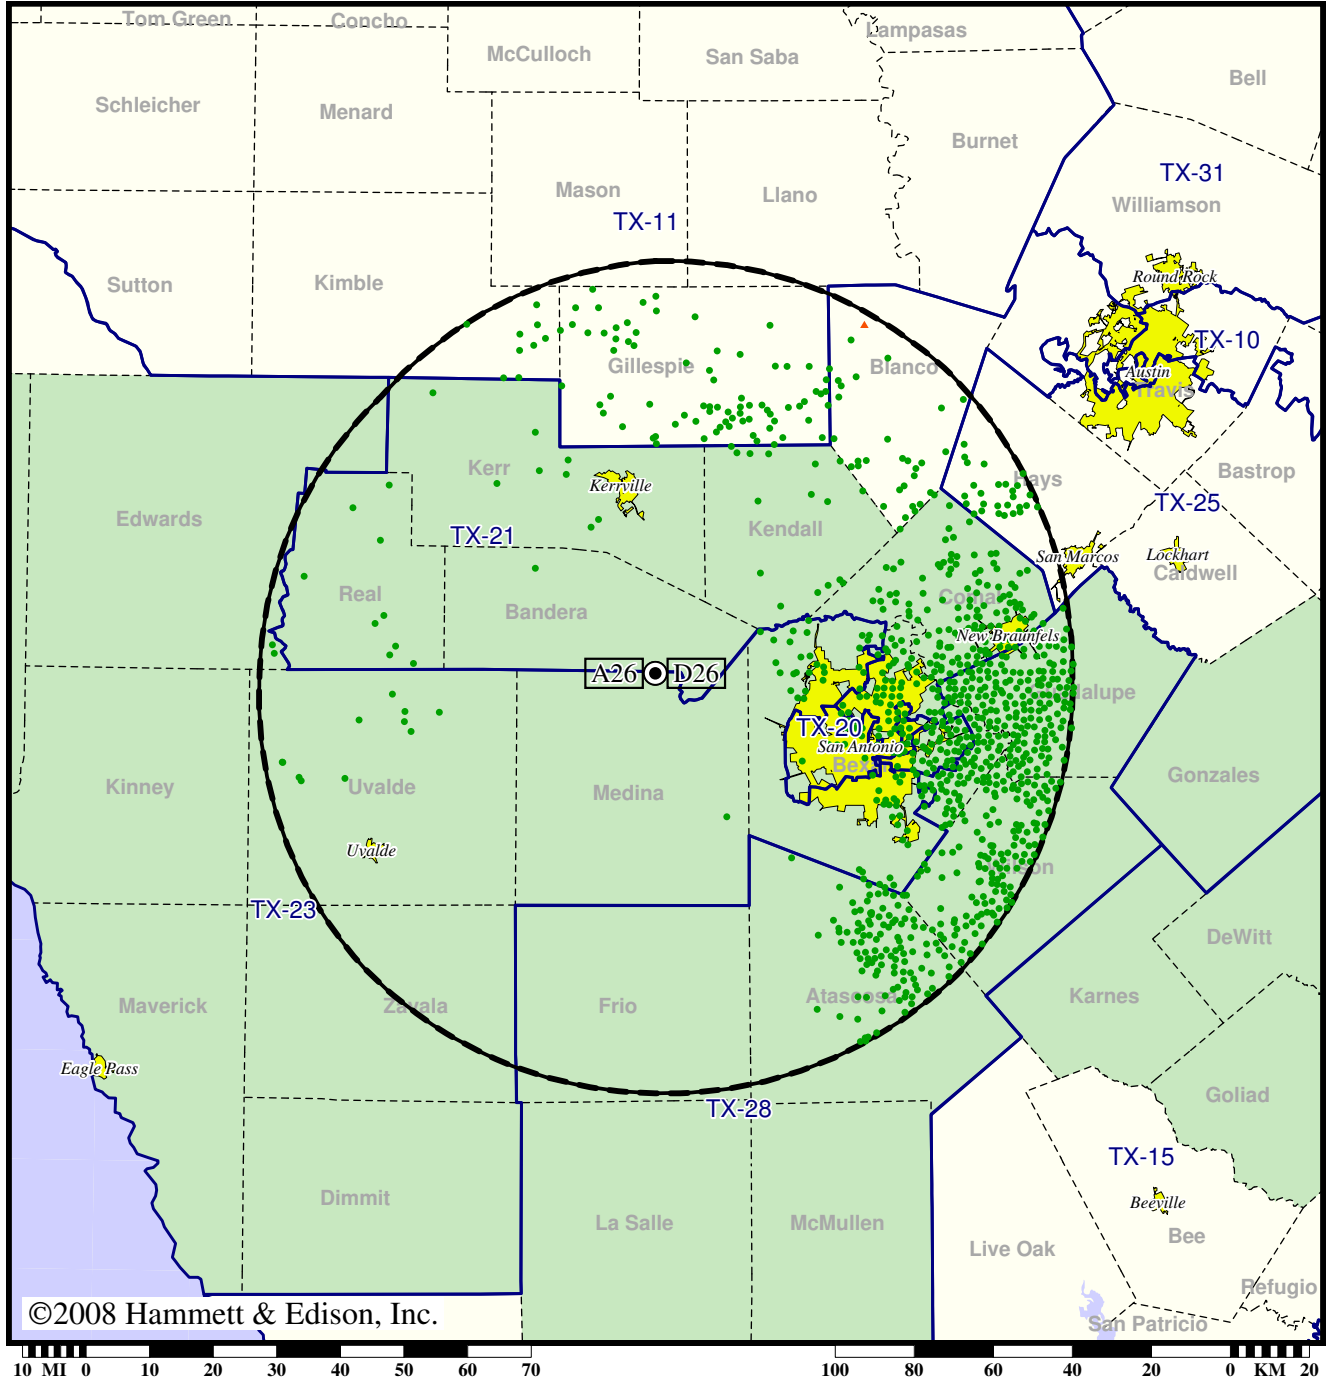 Tom Green
Concho
McCulloch
San Saba
Lampasas
Bell
Schleicher
Menard
Burnet
TX-31
Mason
Llano
Williamson
TX-11
Sutton
Kimble
Round Rock
TX-10
Gillespie
Blanco
Austin
Travis
Kerr
Kerrville
Hays
Bastrop
TX-25
Edwards
Kendall
TX-21
San Marcos
Lockhart
Caldwell
Real
Bandera
Comal
New Braunfels
A26
D26
Guadalupe
TX-20
San Antonio
Bexar
Gonzales
Kinney
Uvalde
Medina
Uvalde
Wilson
TX-23
DeWitt
Maverick
Zavala
Frio
Atascosa
Karnes
Eagle Pass
Goliad
TX-28
TX-15
Dimmit
Beeville
La Salle
McMullen
Bee
Live Oak
Refugio
©2008 Hammett & Edison, Inc.
San Patricio
10 MI 0 10 20 30 40 50 60 70
100 80 60 40 20 0 KM 20